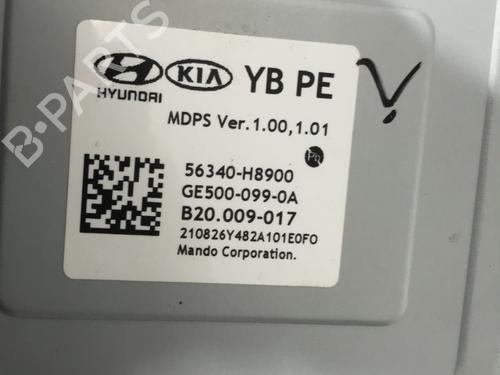 HYUNDAI KIA YB PE
MDPS Ver.1.00,1.01
56340-H8900
GE500-099-0A
B20.009-017
210826Y482A101E0FO
Mando Corporation.
B-PARTS